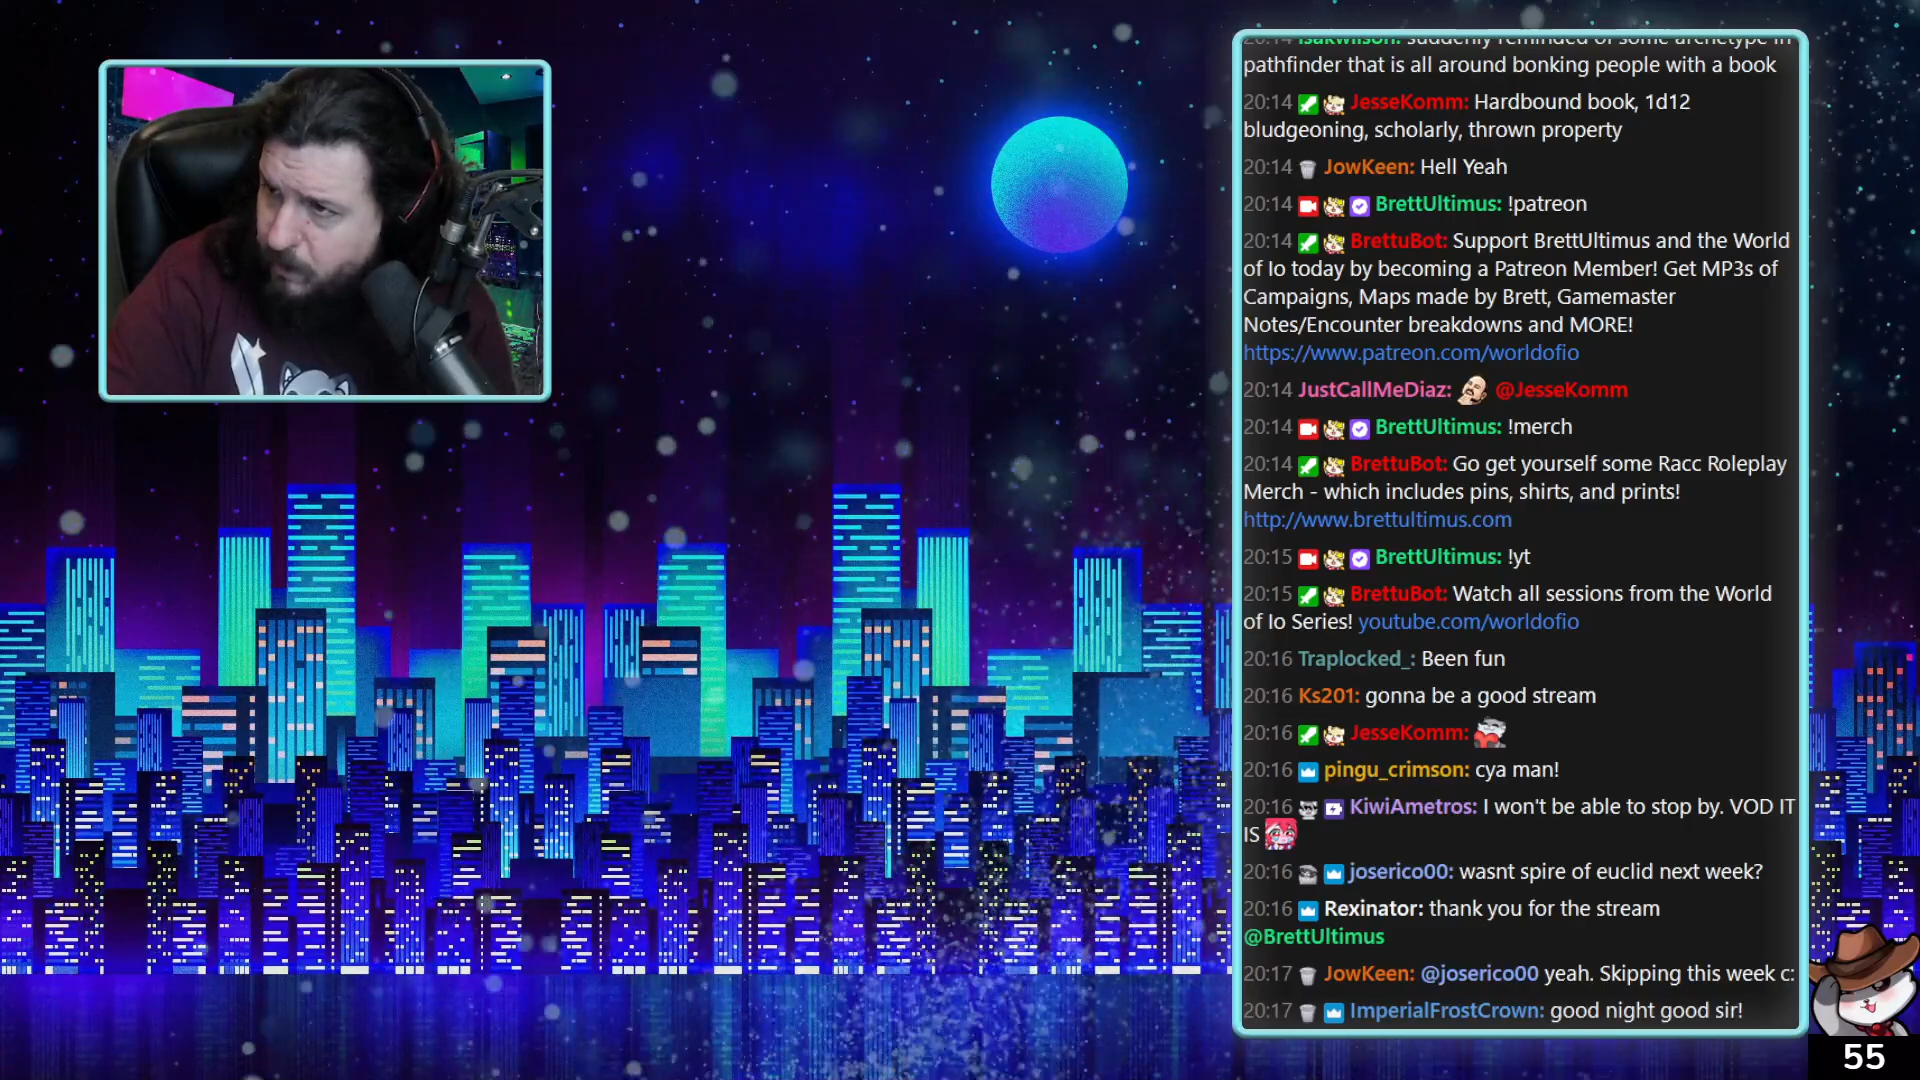 20:14 isakwilson: suddenly reminded of some archetype in
pathfinder that is all around bonking people with a book
20:14 JesseKomm: Hardbound book, 1d12
bludgeoning, scholarly, thrown property
20:14 JowKeen: Hell Yeah
20:14 BrettUltimus: !patreon
20:14 BrettuBot: Support BrettUltimus and the World
of Io today by becoming a Patreon Member! Get MP3s of
Campaigns, Maps made by Brett, Gamemaster
Notes/Encounter breakdowns and MORE!
https://www.patreon.com/worldofio
20:14 JustCallMeDiaz: @JesseKomm
20:14 BrettUltimus: !merch
20:14 BrettuBot: Go get yourself some Racc Roleplay
Merch - which includes pins, shirts, and prints!
http://www.brettultimus.com
20:15 BrettUltimus: !yt
20:15 BrettuBot: Watch all sessions from the World
of Io Series! youtube.com/worldofio
20:16 Traplocked_: Been fun
20:16 Ks201: gonna be a good stream
20:16 JesseKomm:
20:16 pingu_crimson: cya man!
20:16 KiwiAmetros: I won't be able to stop by. VOD IT
IS
20:16 joserico00: wasnt spire of euclid next week?
20:16 Rexinator: thank you for the stream
@BrettUltimus
20:17 JowKeen: @joserico00 yeah. Skipping this week c:
20:17 ImperialFrostCrown: good night good sir!
55